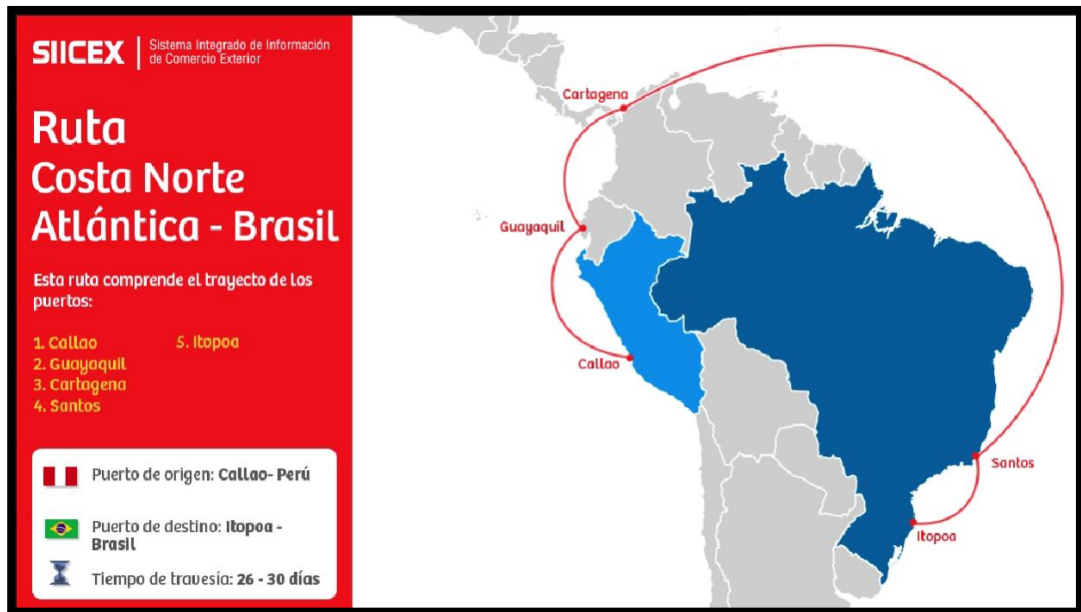 SIICEX
Sistema Integrado de Información
de Comercio Exterior
Ruta
Costa Norte
Atlántica - Brasil
Esta ruta comprende el trayecto de los
puertos:
1. Callao
2. Guayaquil
3. Cartagena
4. Santos
5. Itopoa
Puerto de origen: Callao- Perú
Puerto de destino: Itopoa -
Brasil
Tiempo de travesía: 26 - 30 días
Cartagena
Guayaquil
Callao
Santos
Itopoa